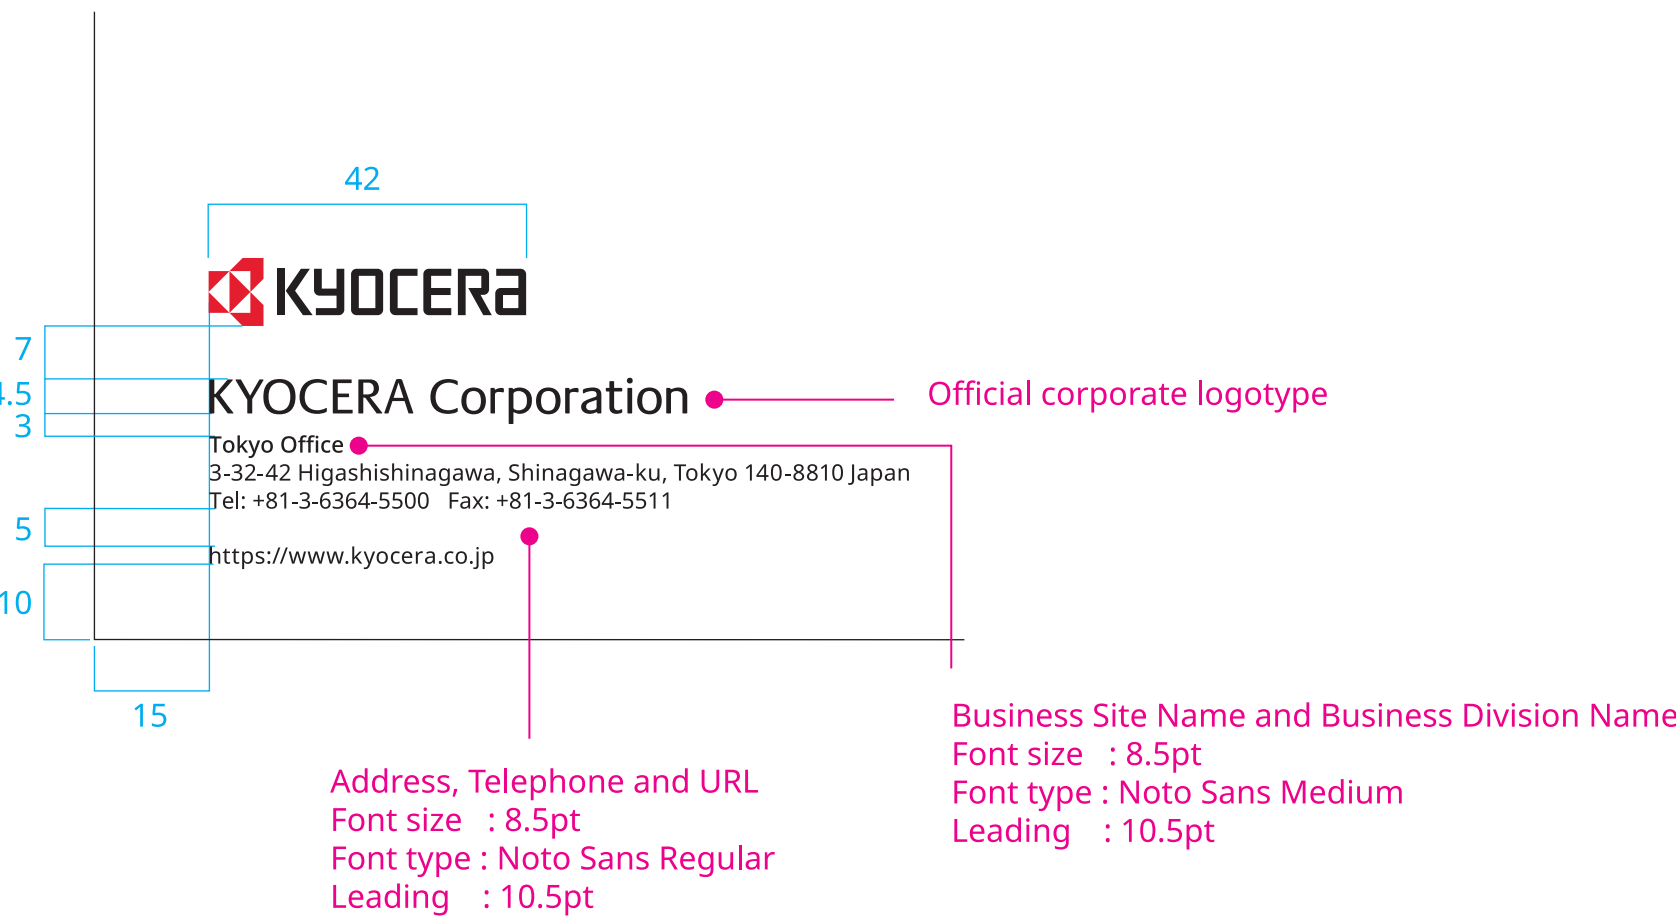 42
KYOCERA
7
KYOCERA Corporation
Official corporate logotype
4.5
3
Tokyo Office
3-32-42 Higashishinagawa, Shinagawa-ku, Tokyo 140-8810 Japan
Tel: +81-3-6364-5500 Fax: +81-3-6364-5511
5
https://www.kyocera.co.jp
10
15
Business Site Name and Business Division Name
Font size : 8.5pt
Font type : Noto Sans Medium
Leading : 10.5pt
Address, Telephone and URL
Font size : 8.5pt
Font type : Noto Sans Regular
Leading : 10.5pt